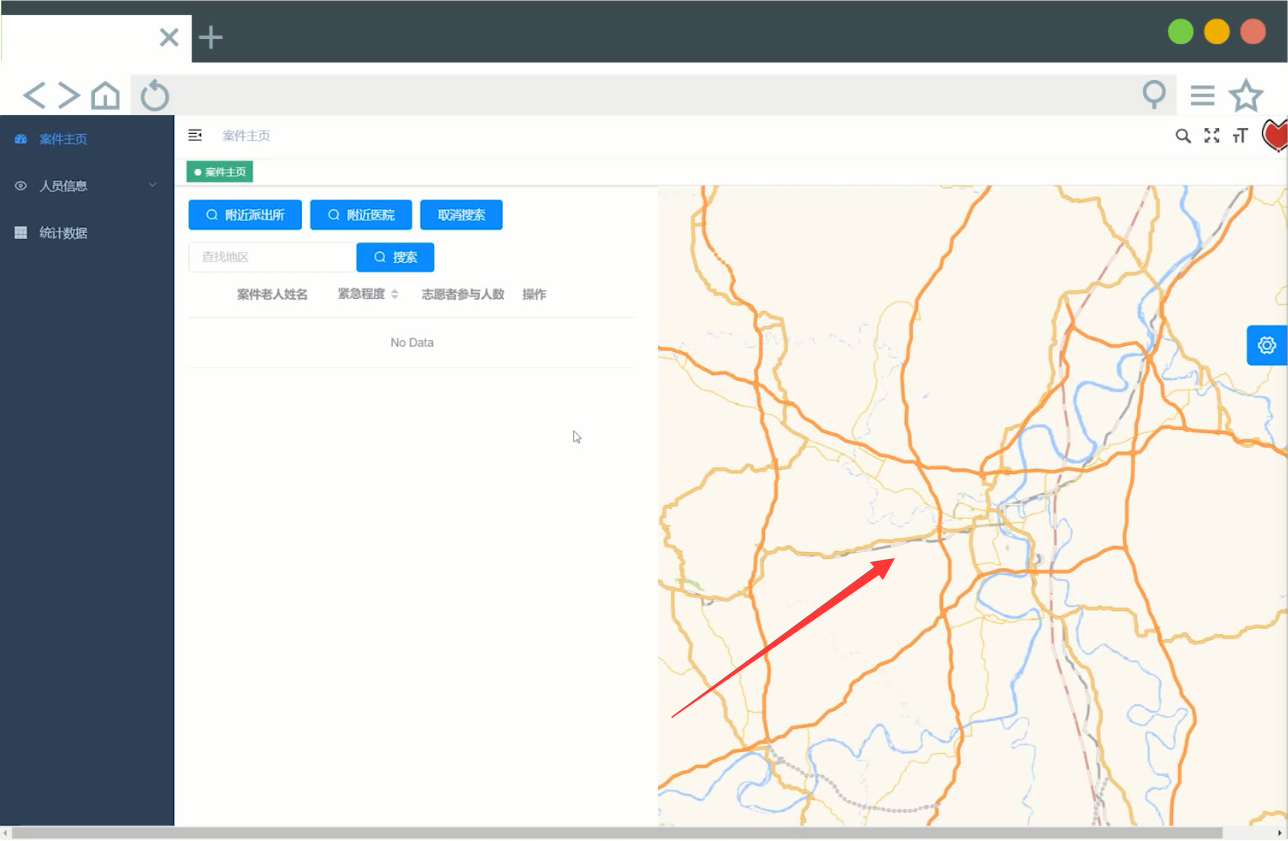 案件主页
人员信息
统计数据
案件主页
案件主页
附近派出所
附近医院
取消搜索
查找地区
搜索
案件老人姓名 紧急程度 志愿者参与人数 操作
No Data